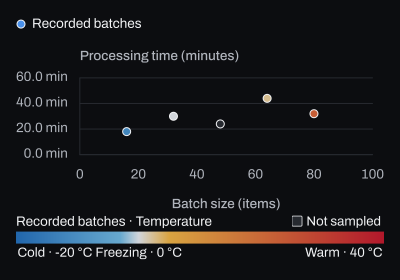 Recorded batches
Processing time (minutes)
60.0 min
40.0 min
20.0 min
0.0 min
0 20 40 60 80 100
Batch size (items)
Recorded batches · Temperature Not sampled
Cold · -20 °C Freezing · 0 °C Warm · 40 °C